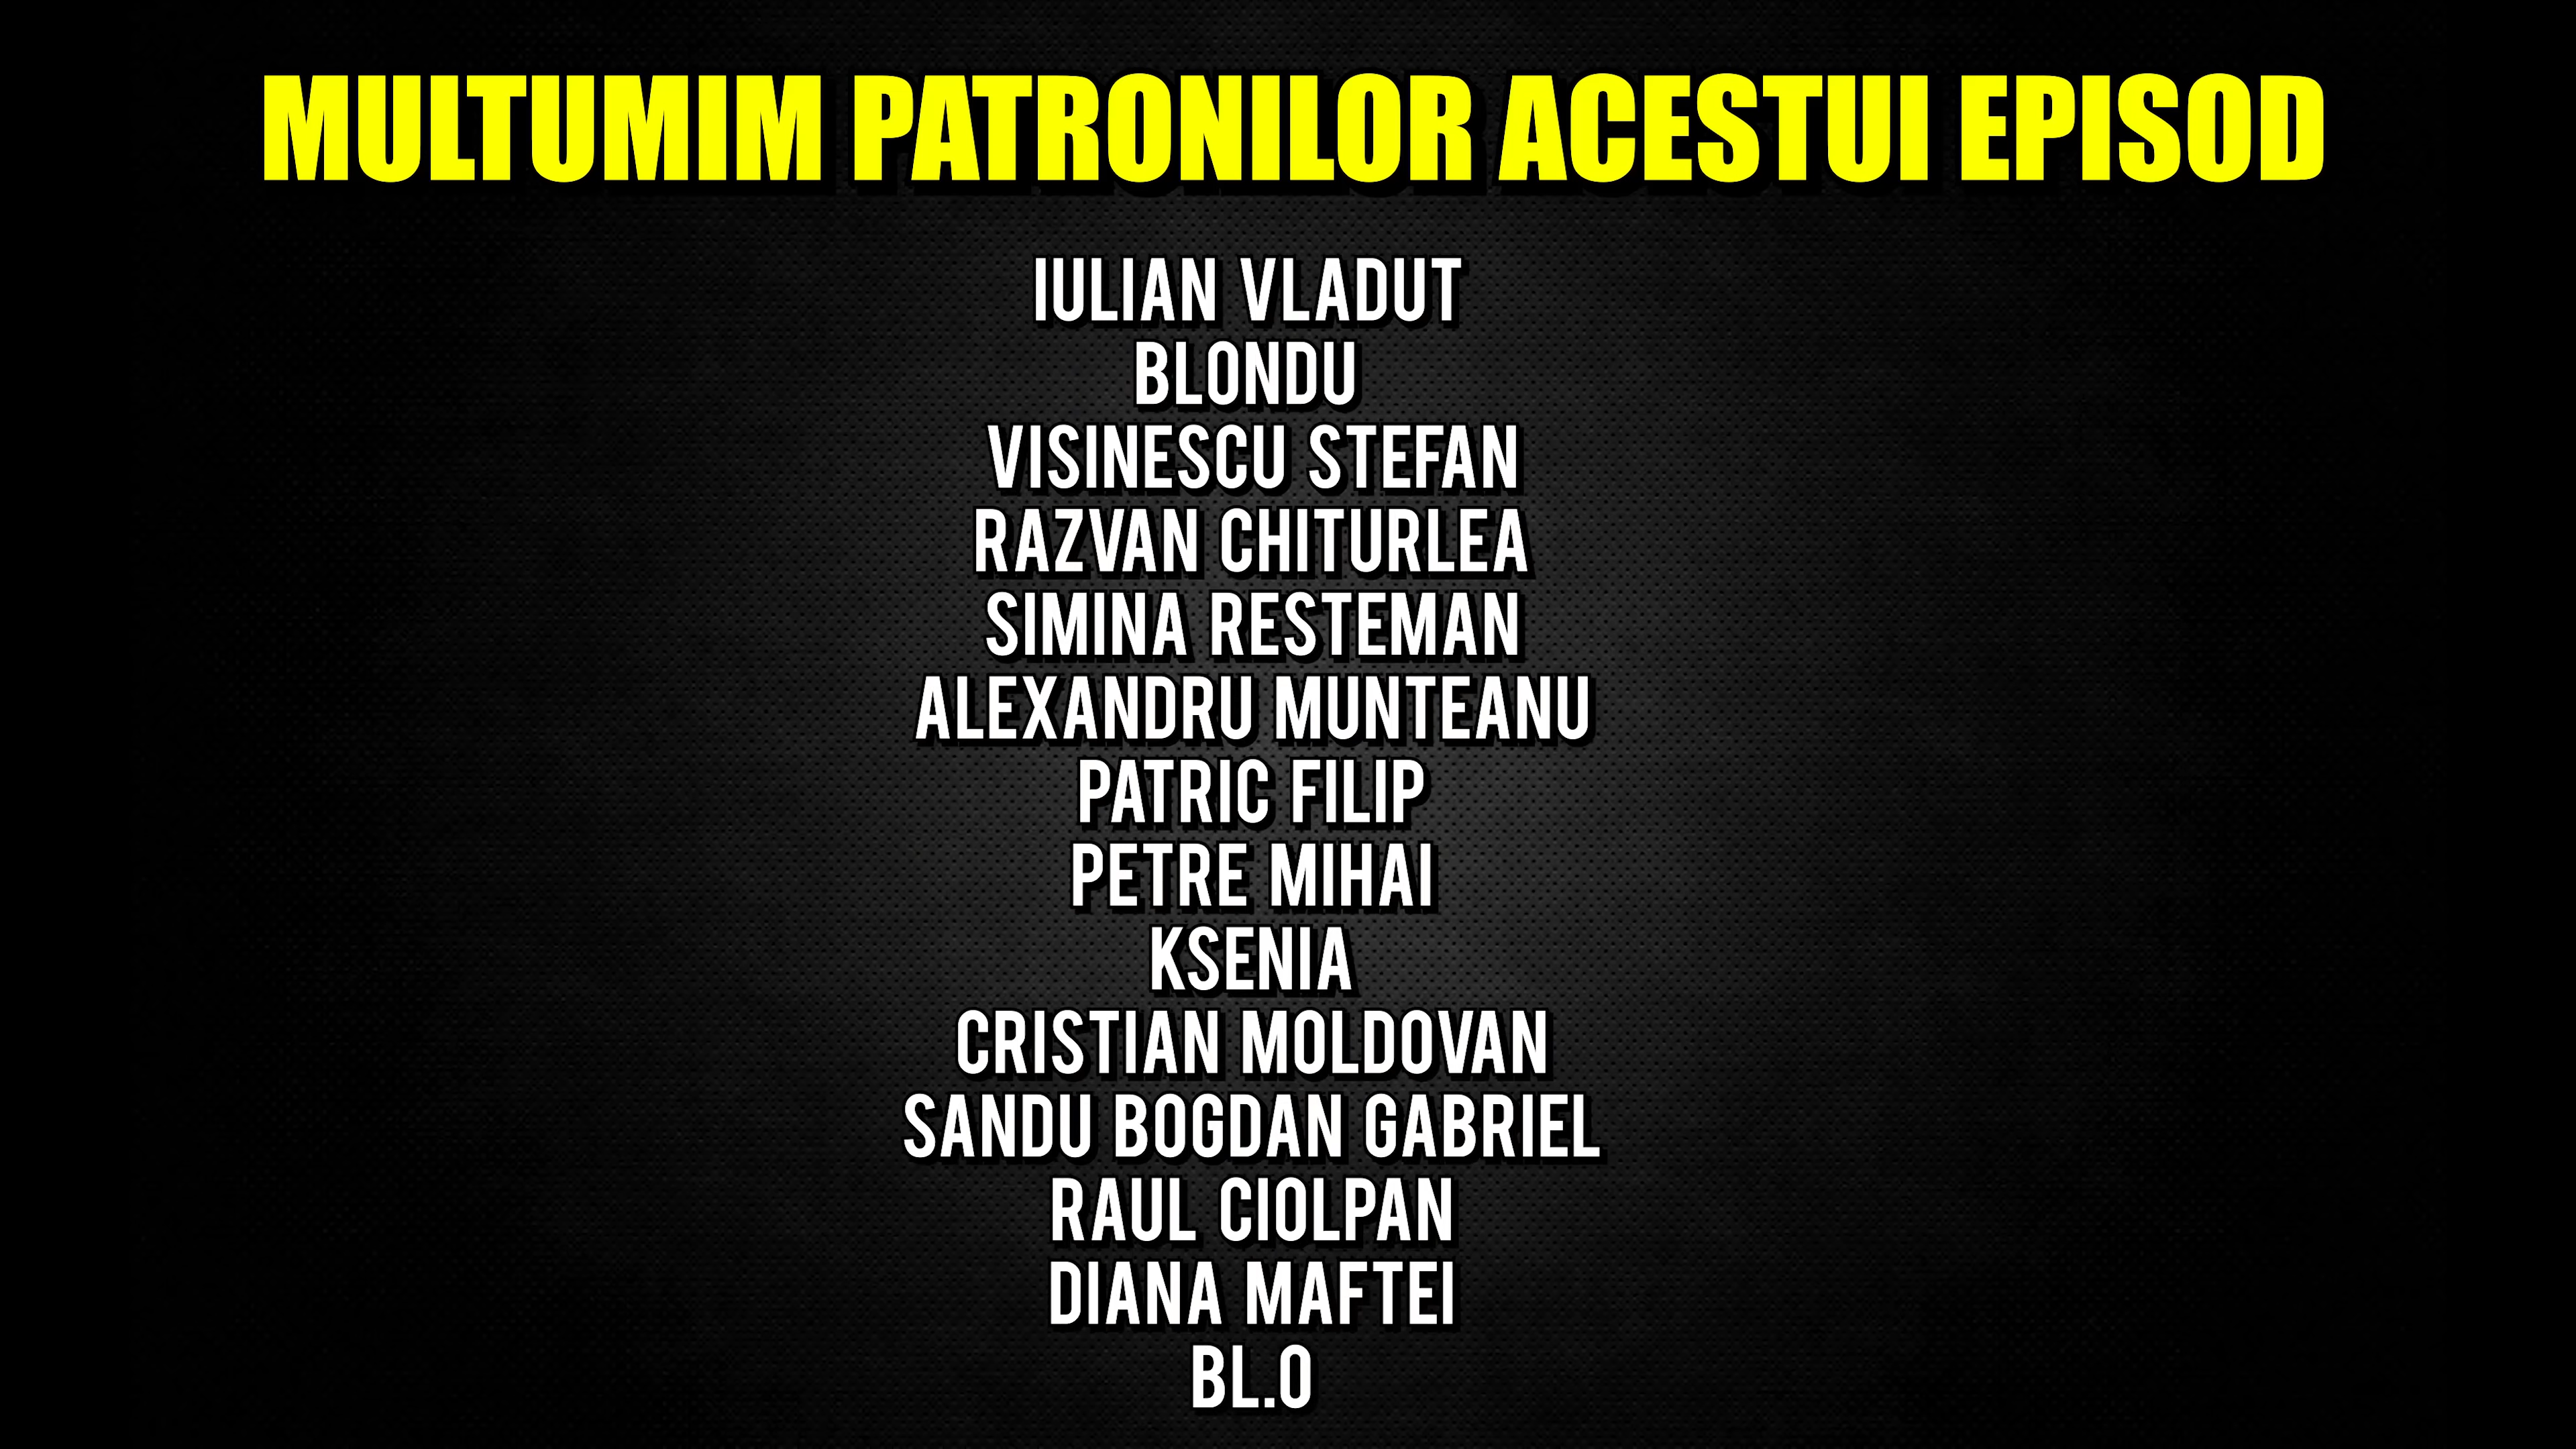 MULTUMIM PATRONILOR ACESTUI EPISOD
IULIAN VLADUT
BLONDU
VISINESCU STEFAN
RAZVAN CHITURLEA
SIMINA RESTEMAN
ALEXANDRU MUNTEANU
PATRIC FILIP
PETRE MIHAI
KSENIA
CRISTIAN MOLDOVAN
SANDU BOGDAN GABRIEL
RAUL CIOLPAN
DIANA MAFTEI
BL.O